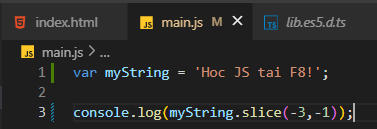 index.html main.js M lib.es5.d.ts
main.js > ...
1 var myString = 'Hoc JS tai F8!';
2
3 console.log(myString.slice(-3,-1));